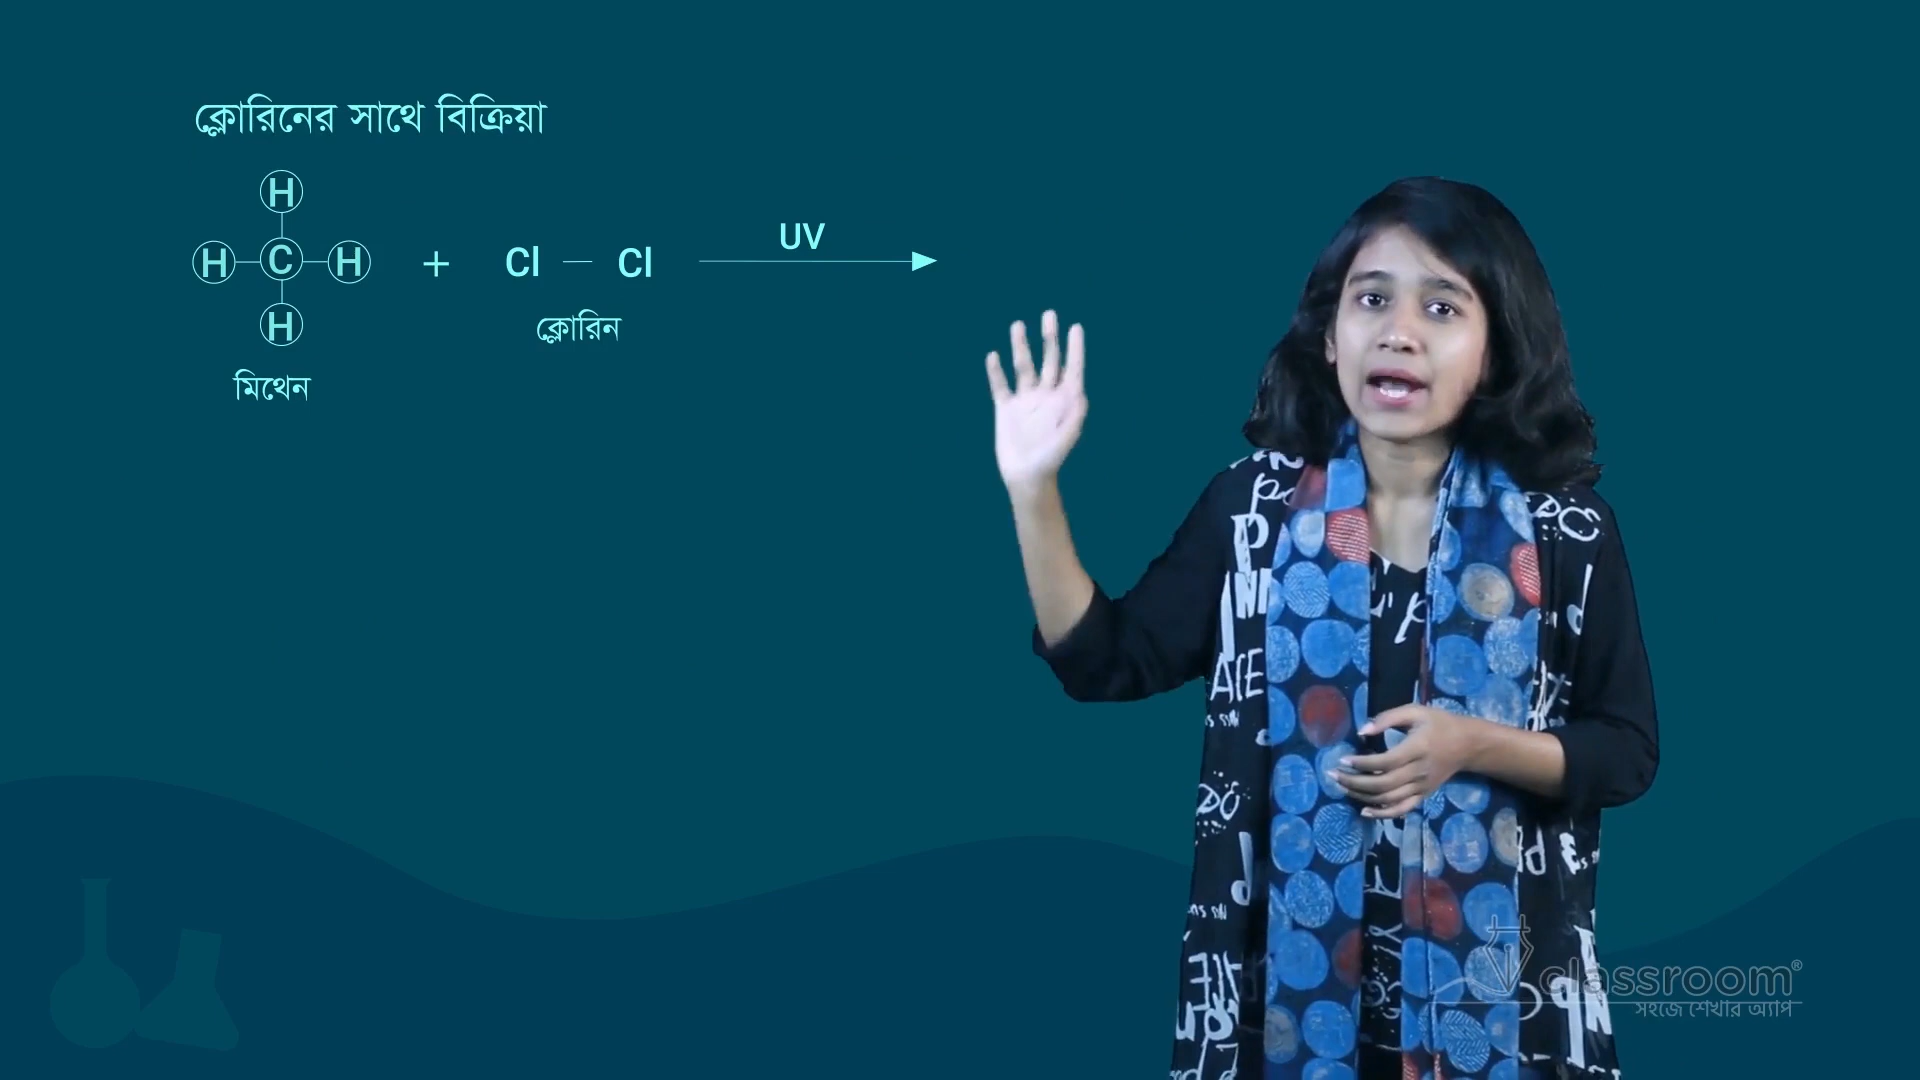 ক্লোরিনের সাথে বিক্রিয়া
H
H C H + Cl — Cl UV
H
ক্লোরিন
মিথেন
classroom®
সহজে শেখার অ্যাপ